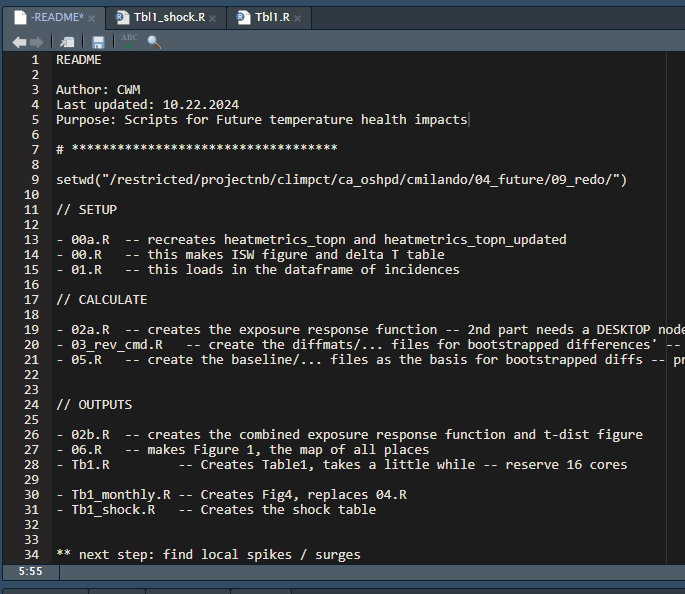 -README* × Tbl1_shock.R × Tbl1.R ×
ABC
1 README
2
3 Author: CWM
4 Last updated: 10.22.2024
5 Purpose: Scripts for Future temperature health impacts
6
7 # ***********************************
8
9 setwd("/restricted/projectnb/climpct/ca_oshpd/cmilando/04_future/09_redo/")
10
11 // SETUP
12
13 - 00a.R -- recreates heatmetrics_topn and heatmetrics_topn_updated
14 - 00.R -- this makes ISW figure and delta T table
15 - 01.R -- this loads in the dataframe of incidences
16
17 // CALCULATE
18
19 - 02a.R -- creates the exposure response function -- 2nd part needs a DESKTOP node
20 - 03_rev_cmd.R -- create the diffmats/... files for bootstrapped differences' --
21 - 05.R -- create the baseline/... files as the basis for bootstrapped diffs -- pr
22
23
24 // OUTPUTS
25
26 - 02b.R -- creates the combined exposure response function and t-dist figure
27 - 06.R -- makes Figure 1, the map of all places
28 - Tb1.R -- Creates Table1, takes a little while -- reserve 16 cores
29
30 - Tb1_monthly.R -- Creates Fig4, replaces 04.R
31 - Tb1_shock.R -- Creates the shock table
32
33
34 ** next step: find local spikes / surges
5:55